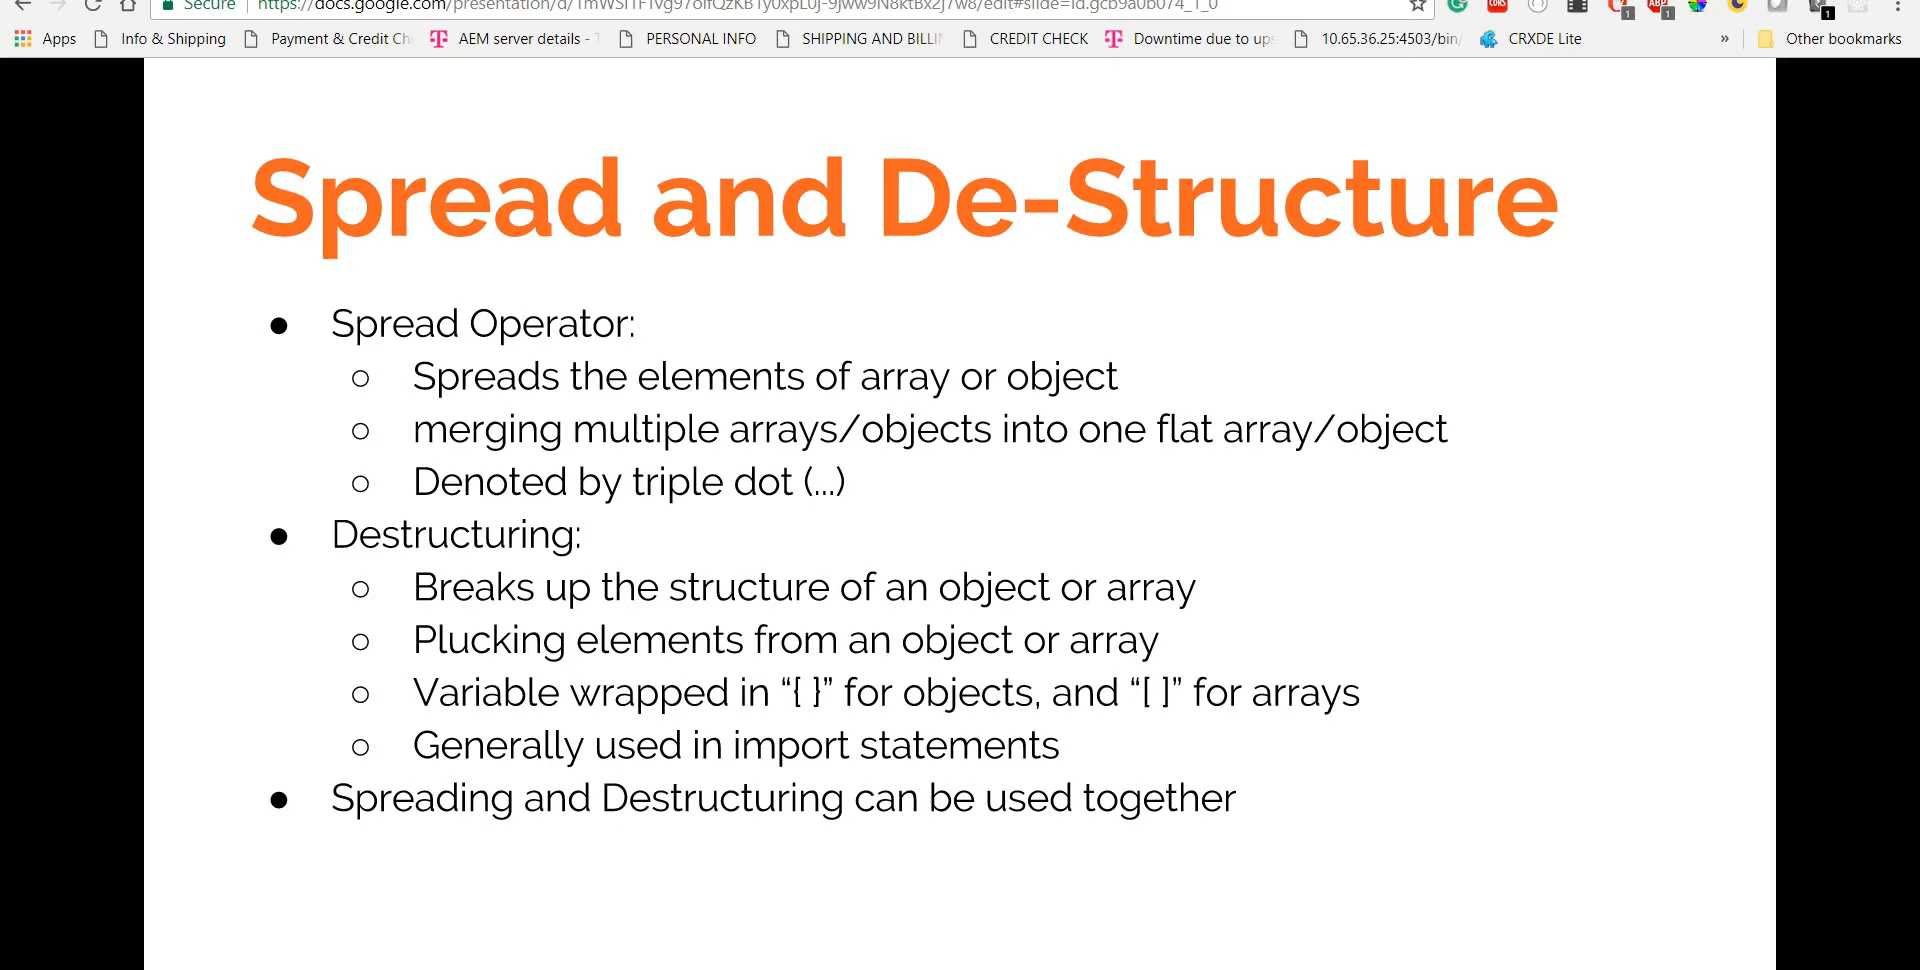 Secure
Apps
Info & Shipping
Payment & Credit
AEM server details -
PERSONAL INFO
SHIPPING AND
CREDIT CHECK
Downtime due to
10.65.36.25:4503/bin/
CRXDE Lite
»
Other bookmarks
Spread and De-Structure
● Spread Operator:
○ Spreads the elements of array or object
○ merging multiple arrays/objects into one flat array/object
○ Denoted by triple dot (...)
● Destructuring:
○ Breaks up the structure of an object or array
○ Plucking elements from an object or array
○ Variable wrapped in “{ }” for objects, and “[ ]” for arrays
○ Generally used in import statements
● Spreading and Destructuring can be used together